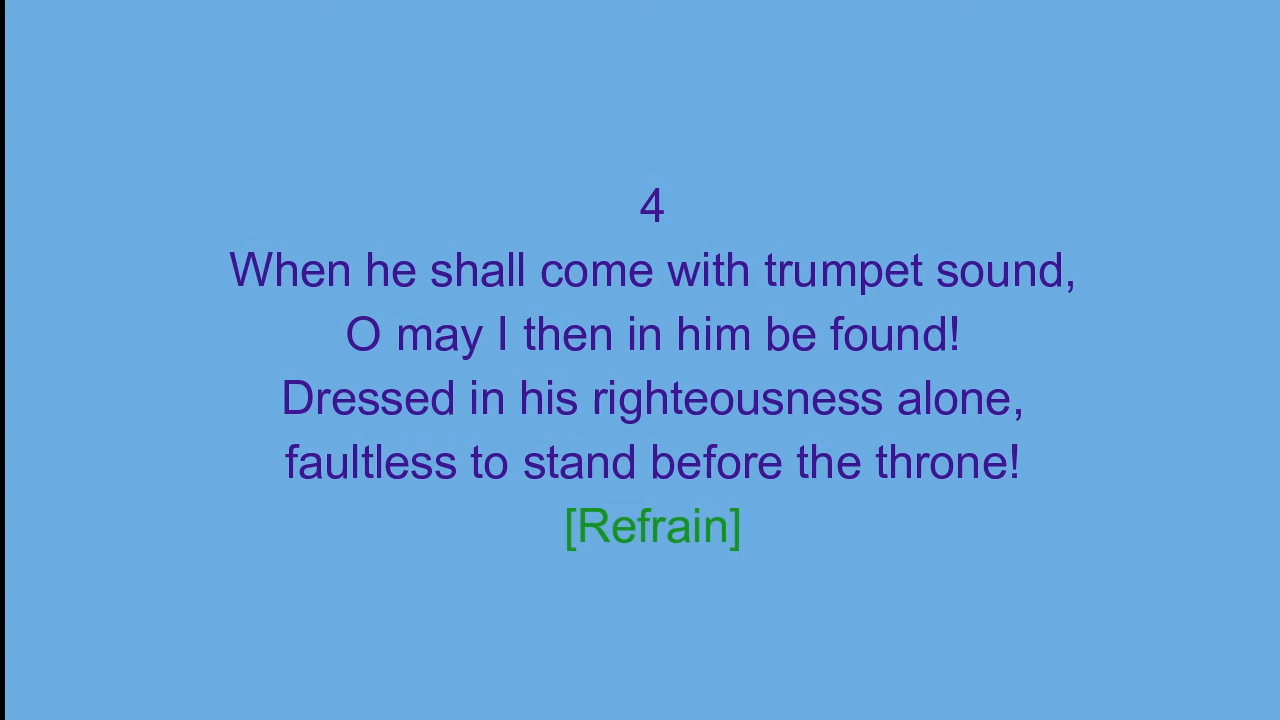 4
When he shall come with trumpet sound,
O may I then in him be found!
Dressed in his righteousness alone,
faultless to stand before the throne!
[Refrain]